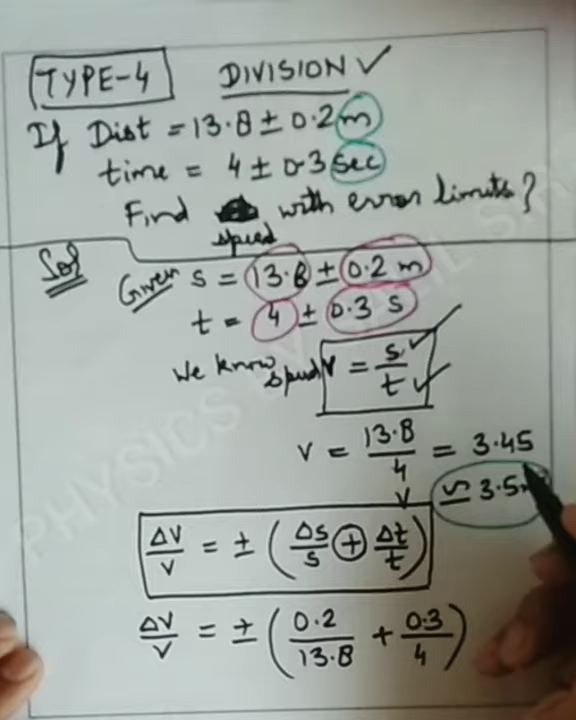 TYPE-4 DIVISION ✓
If Dist = 13.8 ± 0.2 m
time = 4 ± 0.3 sec
Find speed with error limits?
Sol
Given s = 13.8 ± 0.2 m
t = 4 ± 0.3 s
We know speed v = s/t
v = 13.8/4 = 3.45
v ≃ 3.5
Δv/v = ± (Δs/s + Δt/t)
Δv/v = ± (0.2/13.8 + 0.3/4)